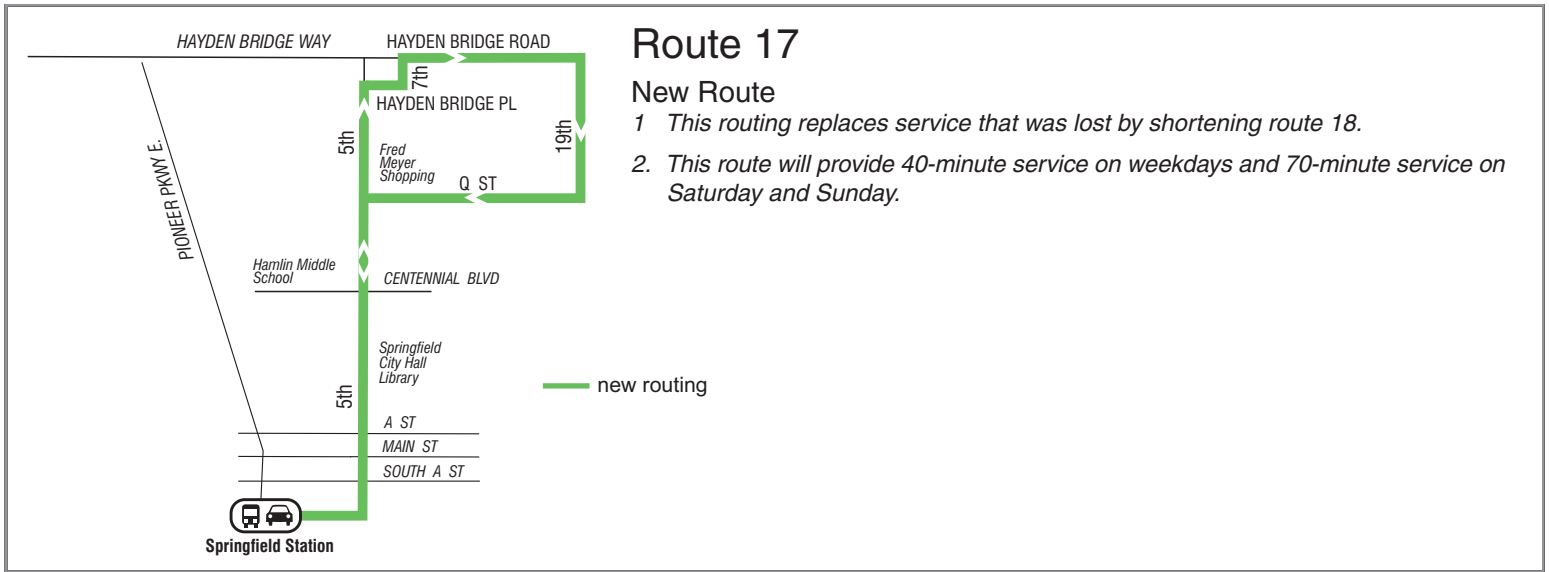 HAYDEN BRIDGE WAY
HAYDEN BRIDGE ROAD
7th
HAYDEN BRIDGE PL
5th
19th
Fred
Meyer
Shopping
Q ST
PIONEER PKWY E.
Hamlin Middle
School
CENTENNIAL BLVD
Springfield
City Hall
Library
5th
A ST
MAIN ST
SOUTH A ST
Springfield Station
new routing
Route 17
New Route
1 This routing replaces service that was lost by shortening route 18.
2. This route will provide 40-minute service on weekdays and 70-minute service on
Saturday and Sunday.